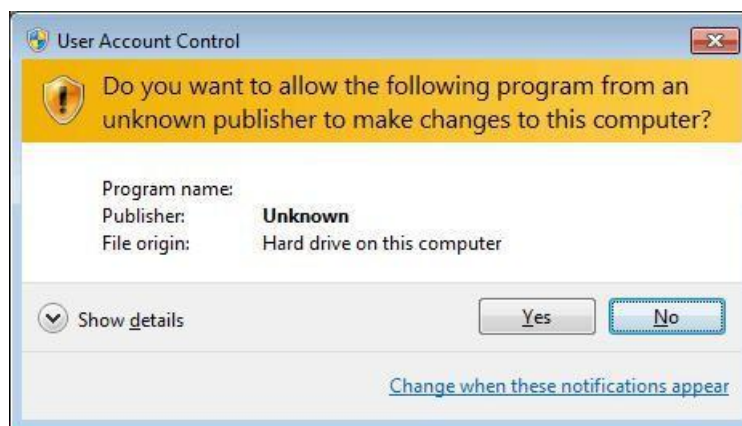 User Account Control
Do you want to allow the following program from an
unknown publisher to make changes to this computer?
Program name:
Publisher: Unknown
File origin: Hard drive on this computer
Show details
Yes No
Change when these notifications appear